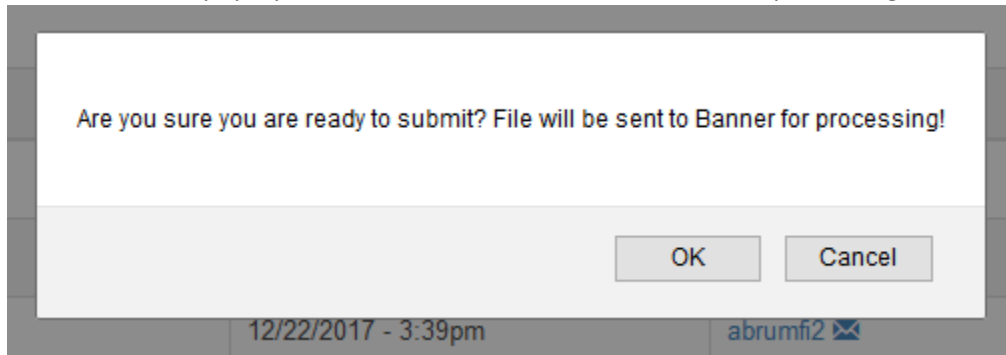 Are you sure you are ready to submit? File will be sent to Banner for processing!
OK Cancel
12/22/2017 - 3:39pm abrumfi2